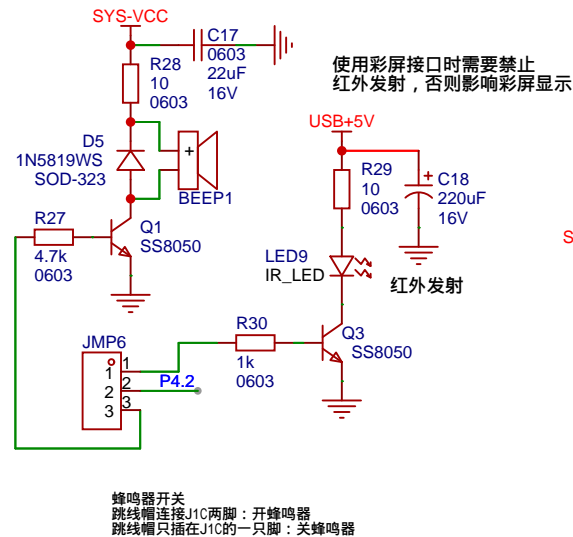 SYS-VCC
C17
0603
22uF
16V
R28
10
0603
使用彩屏接口时需要禁止
红外发射，否则影响彩屏显示
USB+5V
D5
1N5819WS
SOD-323
+
BEEP1
R29
10
0603
+
C18
220uF
16V
R27
4.7k
0603
Q1
SS8050
S
LED9
IR_LED
红外发射
JMP6
R30
1k
0603
Q3
SS8050
1 1
2 2
3 3
P4.2
蜂鸣器开关
跳线帽连接J1C两脚：开蜂鸣器
跳线帽只插在J1C的一只脚：关蜂鸣器